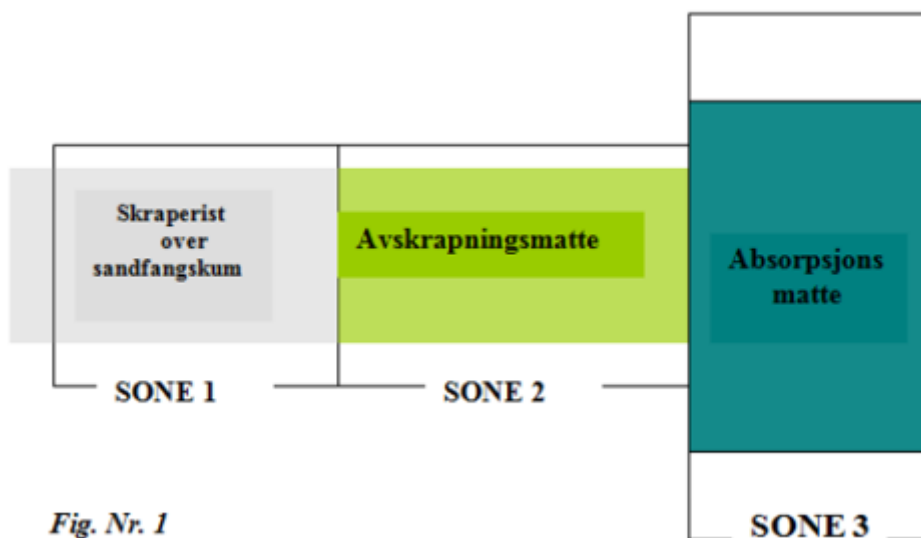 Skraperist
over
sandfangskum
Avskrapningsmatte
Absorpsjons
matte
SONE 1
SONE 2
SONE 3
Fig. Nr. 1